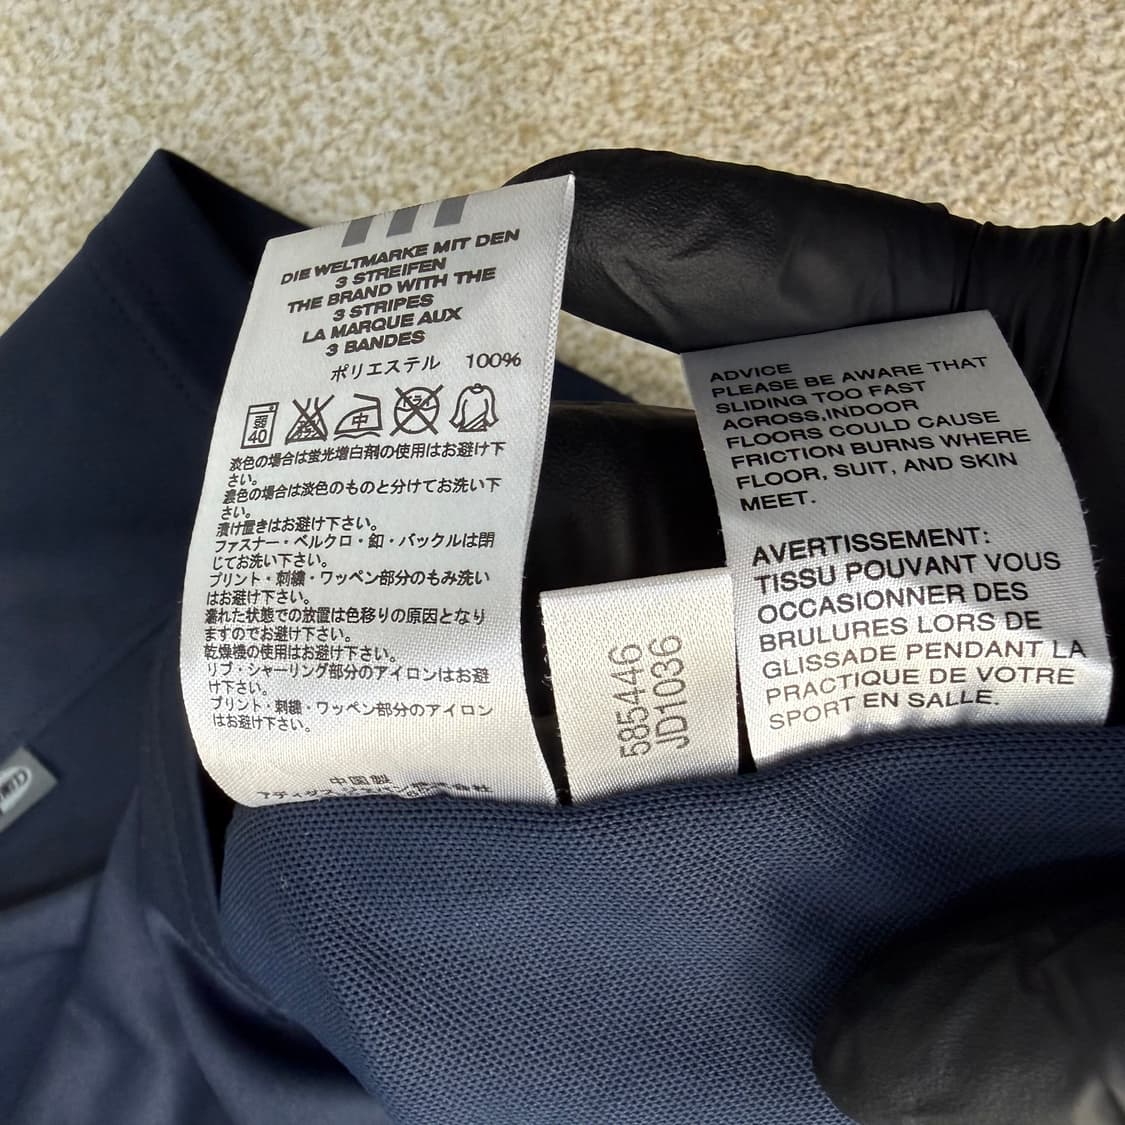 DIE WELTMARKE MIT DEN
3 STREIFEN
THE BRAND WITH THE
3 STRIPES
LA MARQUE AUX
3 BANDES
ポリエステル 100%
弱
40
中
淡色の場合は蛍光増白剤の使用はお避け下
さい。
濃色の場合は淡色のものと分けてお洗い下
さい。
漬け置きはお避け下さい。
ファスナー・ベルクロ・釦・バックルは閉
じてお洗い下さい。
プリント・刺繍・ワッペン部分のもみ洗い
はお避け下さい。
濡れた状態での放置は色移りの原因となり
ますのでお避け下さい。
乾燥機の使用はお避け下さい。
リブ・シャーリング部分のアイロンはお避
け下さい。
プリント・刺繍・ワッペン部分のアイロン
はお避け下さい。
中国製
585446
JD1036
ADVICE
PLEASE BE AWARE THAT
SLIDING TOO FAST
ACROSS,INDOOR
FLOORS COULD CAUSE
FRICTION BURNS WHERE
FLOOR, SUIT, AND SKIN
MEET.
AVERTISSEMENT:
TISSU POUVANT VOUS
OCCASIONNER DES
BRULURES LORS DE
GLISSADE PENDANT LA
PRACTIQUE DE VOTRE
SPORT EN SALLE.